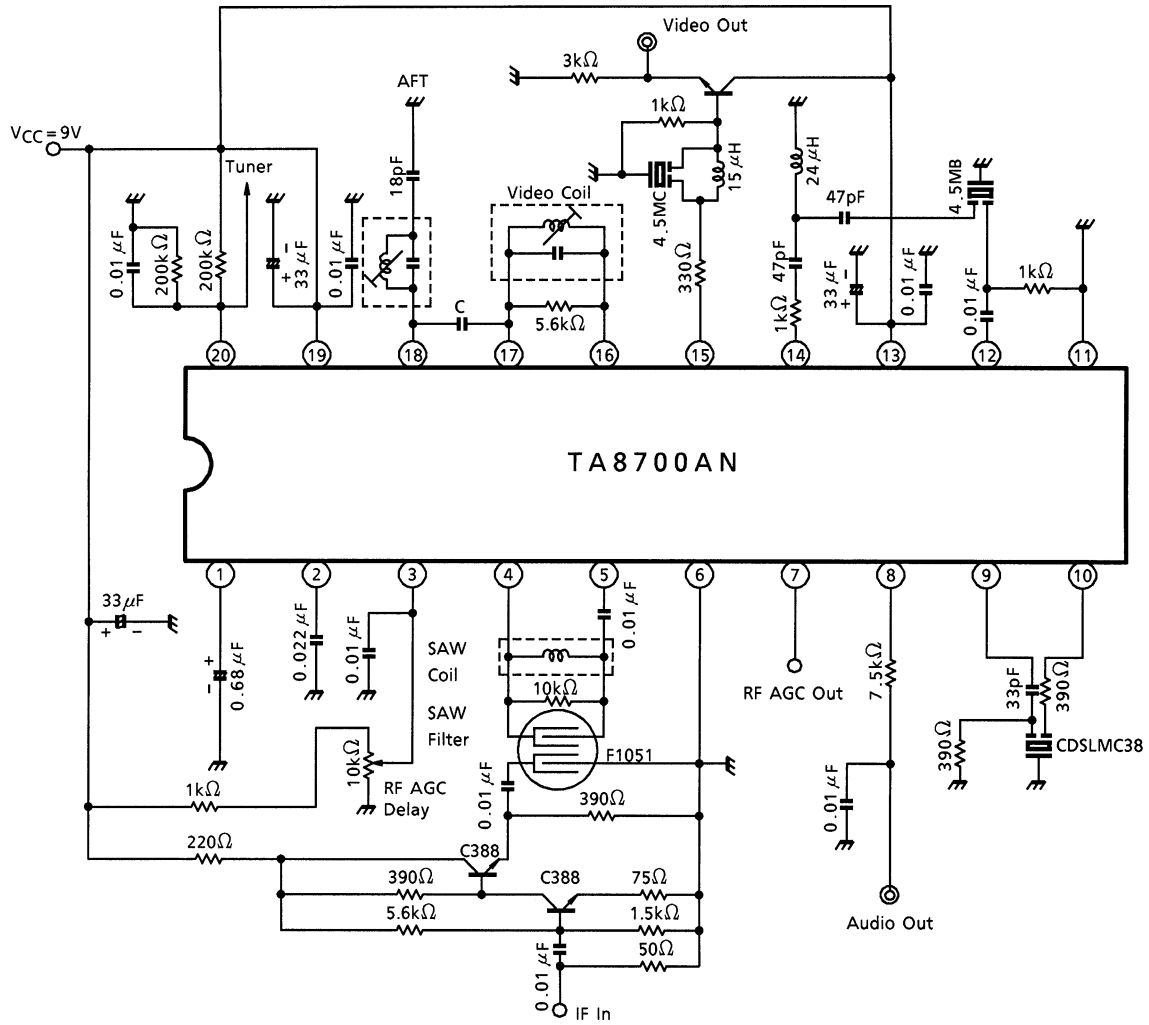 Video Out
3kΩ
AFT
1kΩ
VCC=9V
Tuner
18pF
15μH
24μH
4.5MB
Video Coil
4.5MC
47pF
0.01μF
200kΩ
200kΩ
+ −
33μF
0.01μF
330Ω
47pF
33μF
+ −
0.01μF
1kΩ
C
5.6kΩ
1kΩ
0.01μF
20
19
18
17
16
15
14
13
12
11
TA8700AN
1
2
3
4
5
6
7
8
9
10
33μF
+ −
+
−
0.68μF
0.022μF
0.01μF
SAW
Coil
0.01μF
10kΩ
RF AGC Out
7.5kΩ
33pF
390Ω
SAW
Filter
F1051
390Ω
CDSLMC38
10kΩ
RF AGC
Delay
1kΩ
0.01μF
390Ω
0.01μF
220Ω
C388
390Ω
C388
75Ω
5.6kΩ
1.5kΩ
Audio Out
0.01μF
50Ω
IF In